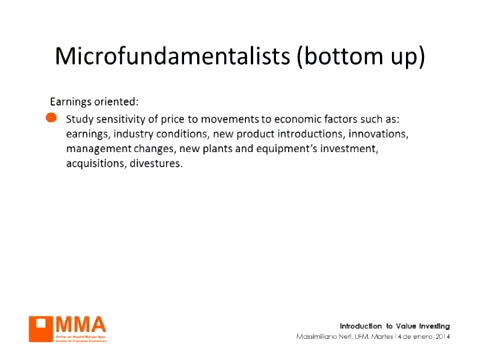 Microfundamentalists (bottom up)
Earnings oriented:
Study sensitivity of price to movements to economic factors such as:
earnings, industry conditions, new product introductions, innovations,
management changes, new plants and equipment's investment,
acquisitions, divestures.
MMA
Introduction to Value Investing
Massimiliano Neri, UFM, Martes 14 de enero, 2014